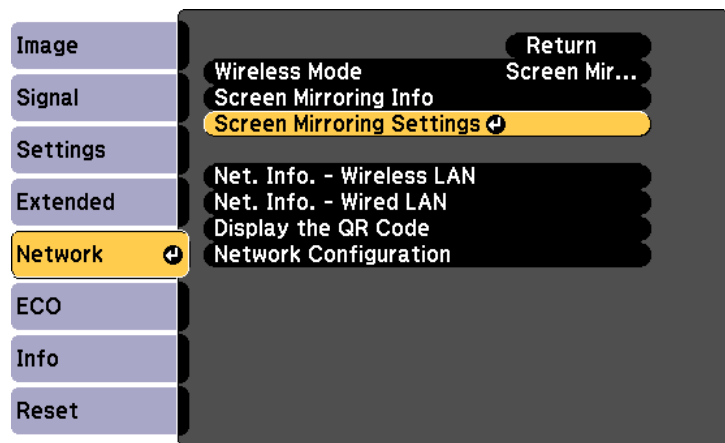 Image
Signal
Settings
Extended
Network
ECO
Info
Reset
Return
Wireless Mode Screen Mir...
Screen Mirroring Info
Screen Mirroring Settings
Net. Info. - Wireless LAN
Net. Info. - Wired LAN
Display the QR Code
Network Configuration